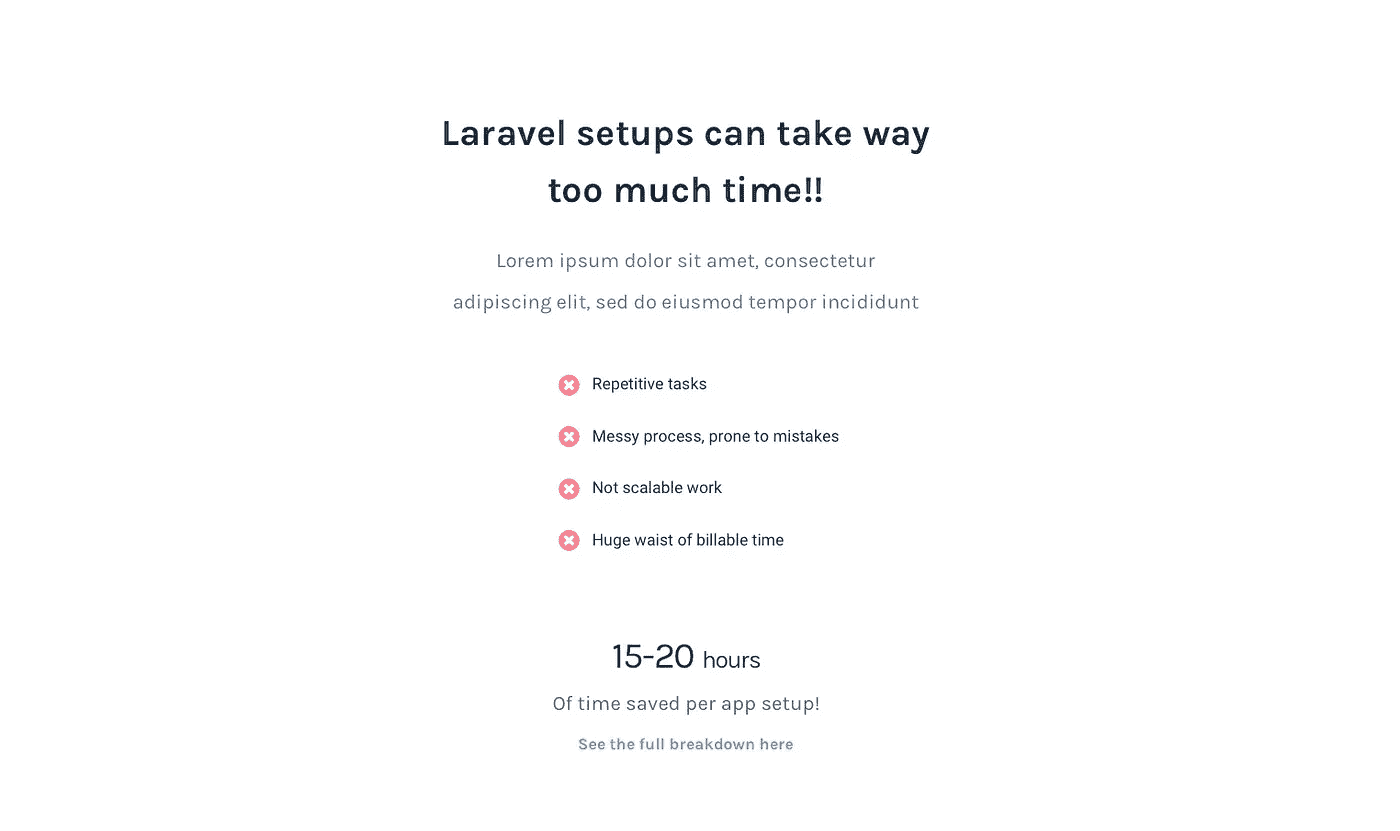 Laravel setups can take way
too much time!!
Lorem ipsum dolor sit amet, consectetur
adipiscing elit, sed do eiusmod tempor incididunt
Repetitive tasks
Messy process, prone to mistakes
Not scalable work
Huge waist of billable time
15-20 hours
Of time saved per app setup!
See the full breakdown here